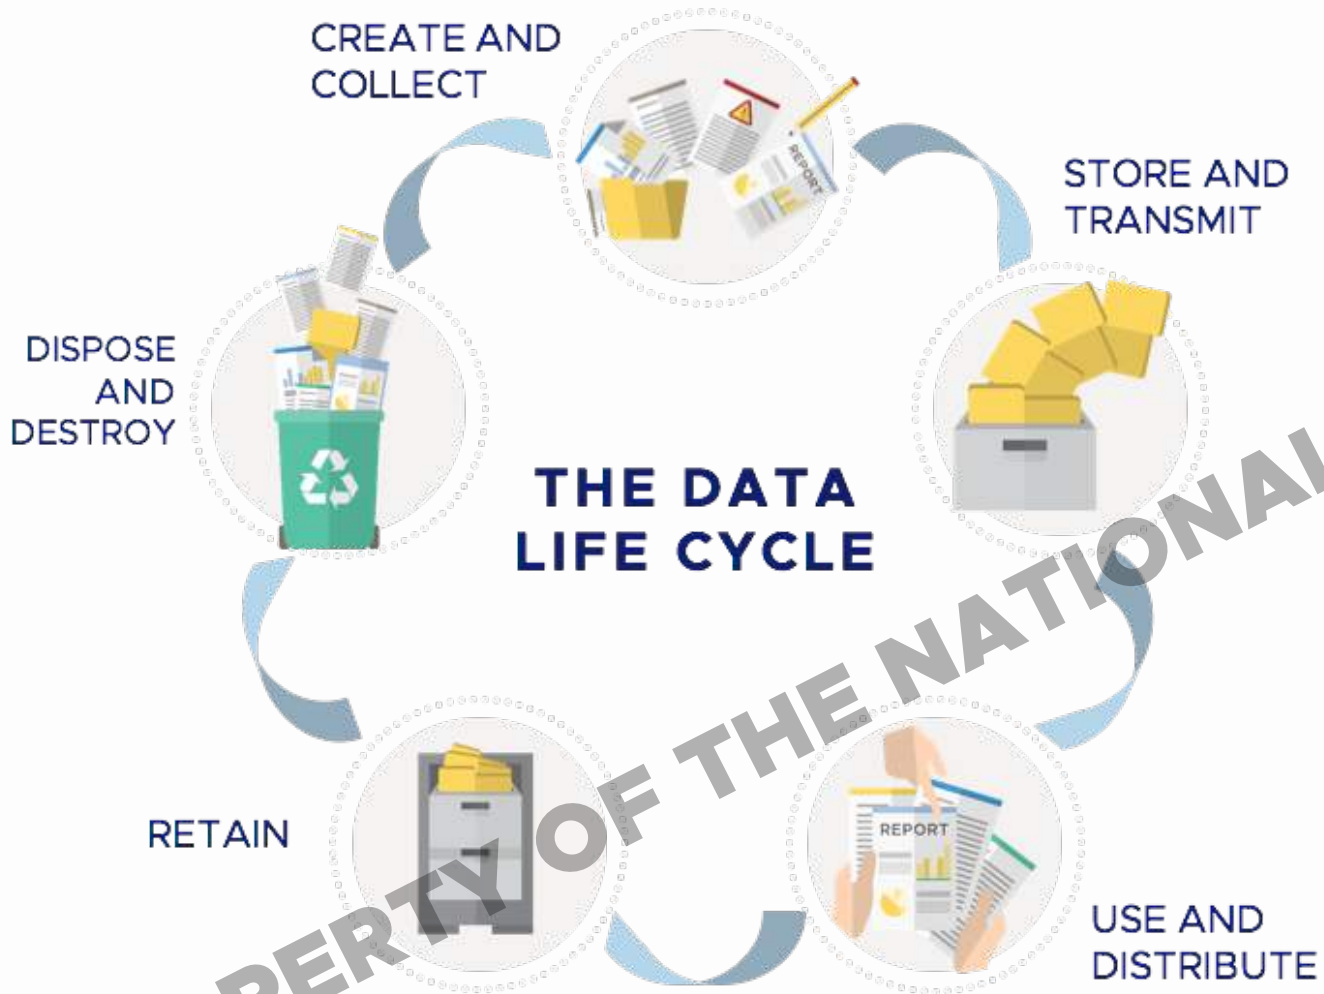 CREATE AND
COLLECT
REPORT
STORE AND
TRANSMIT
DISPOSE
AND
DESTROY
THE DATA
LIFE CYCLE
RETAIN
REPORT
USE AND
DISTRIBUTE
PERTY OF THE NATIONAL